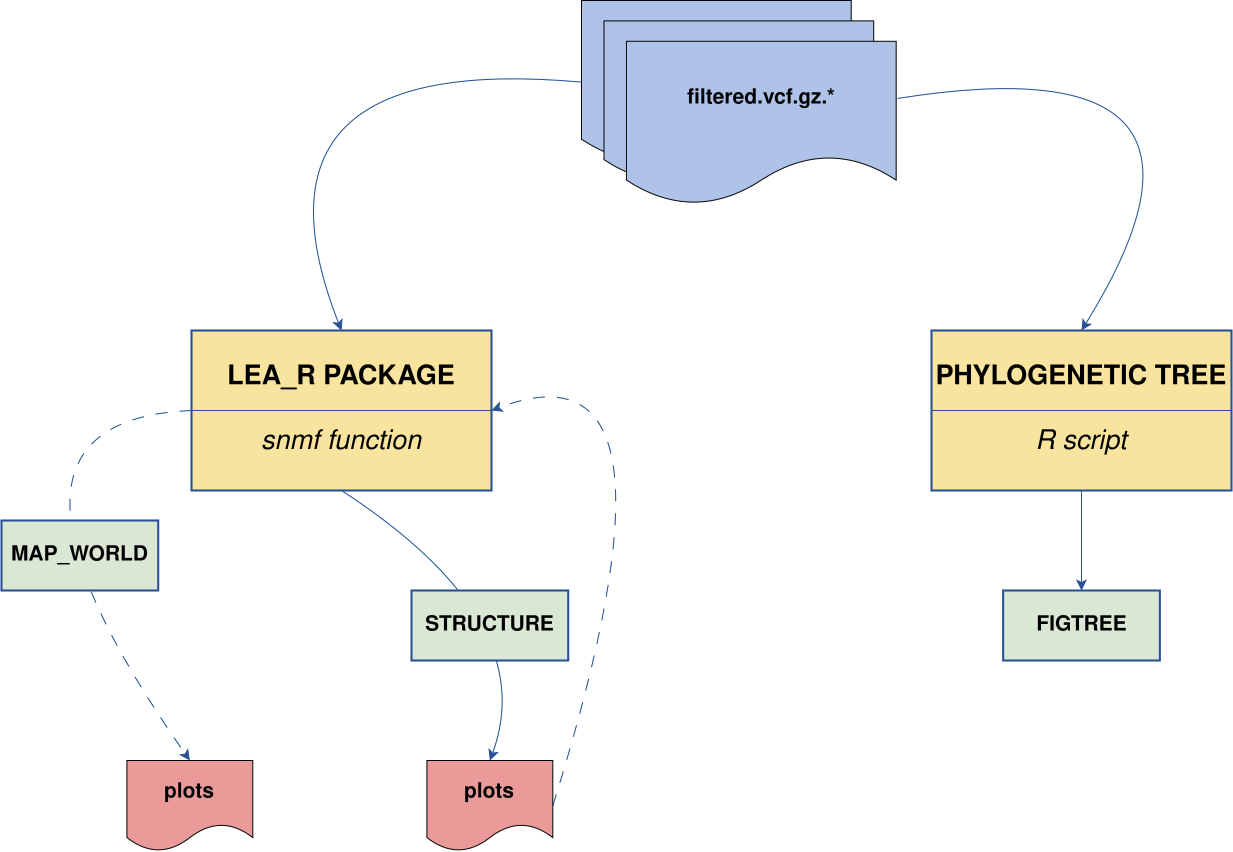 filtered.vcf.gz.*
LEA_R PACKAGE
snmf function
PHYLOGENETIC TREE
R script
MAP_WORLD
STRUCTURE
FIGTREE
plots
plots